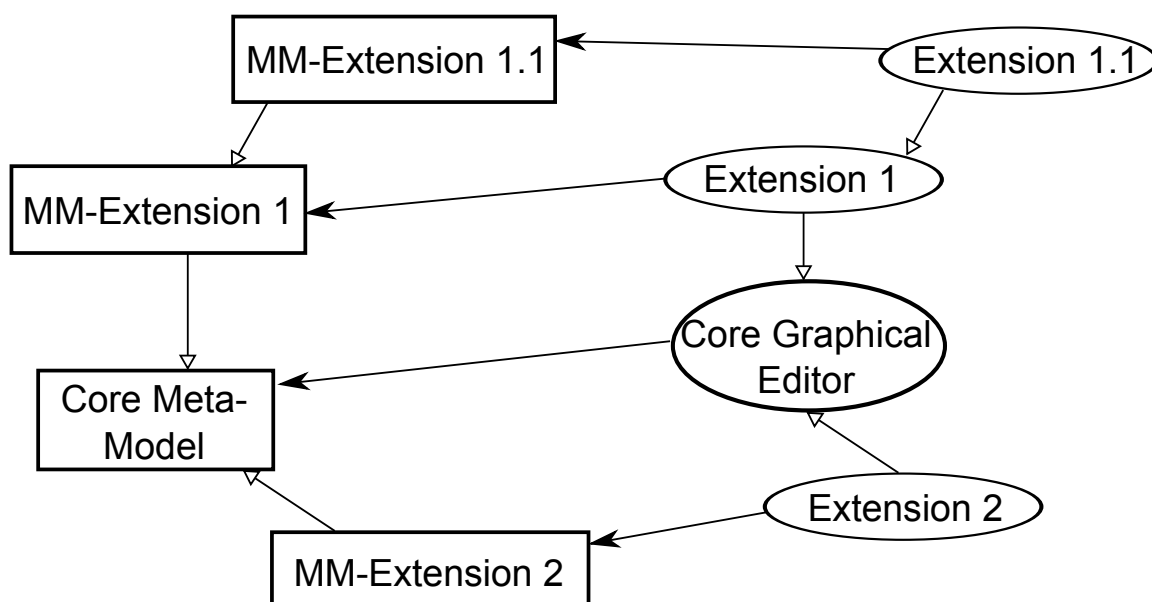 MM-Extension 1.1
Extension 1.1
MM-Extension 1
Extension 1
Core Graphical
Editor
Core Meta-
Model
Extension 2
MM-Extension 2